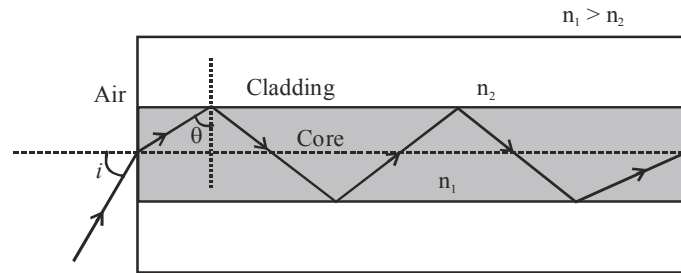 n₁ > n₂
Air
Cladding
n₂
θ
Core
i
n₁